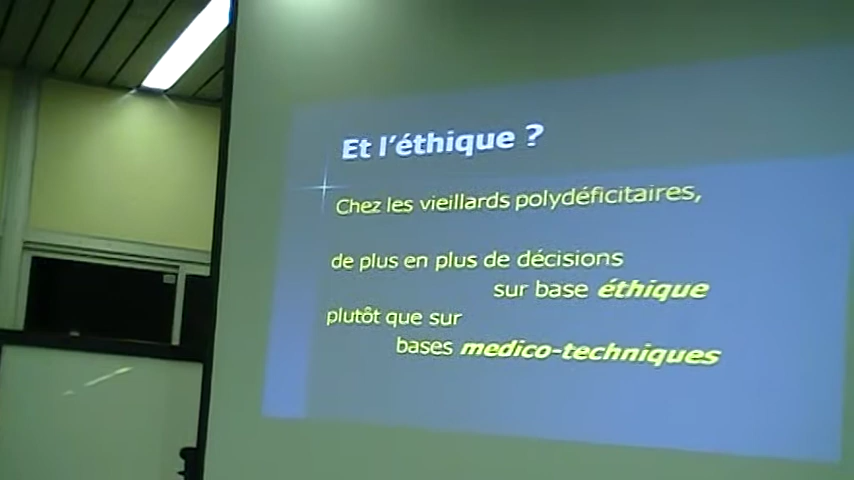 Et l'éthique ?
Chez les vieillards polydéficitaires,
de plus en plus de décisions
sur base éthique
plutôt que sur
bases medico-techniques